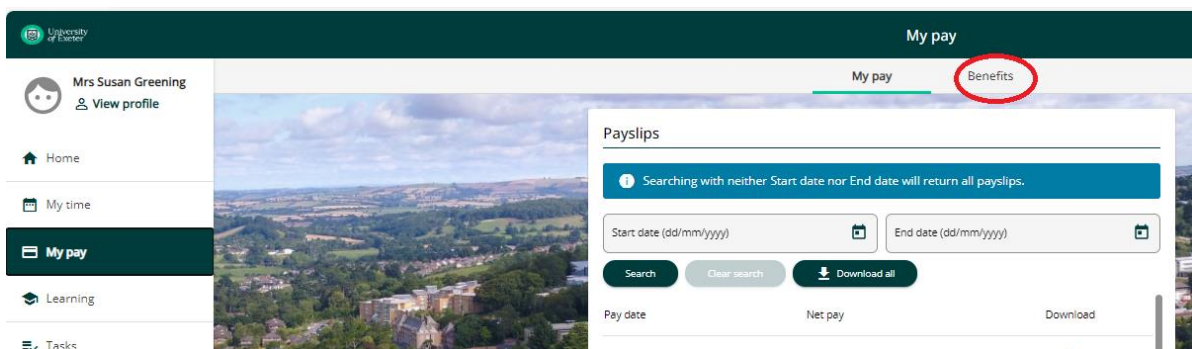 University
of Exeter
My pay
Mrs Susan Greening
View profile
My pay
Benefits
Home
My time
My pay
Learning
Tasks
Payslips
Searching with neither Start date nor End date will return all payslips.
Start date (dd/mm/yyyy)
End date (dd/mm/yyyy)
Search
Clear search
Download all
Pay date
Net pay
Download